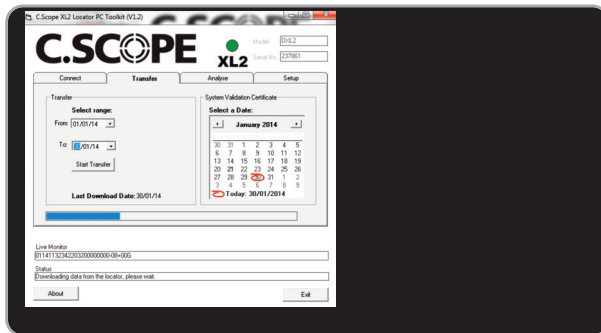 C.Scope XL2 Locator PC Toolkit (V1.2)
C.SCOPE
XL2
Model: DXL2
Serial No: 237861
Connect Transfer Analyse Setup
Transfer
Select range:
From: 01/01/14
To: /01/14
Start Transfer
Last Download Date: 30/01/14
System Validation Certificate
Select a Date:
January 2014
30 31 1 2 3 4 5
6 7 8 9 10 11 12
13 14 15 16 17 18 19
20 21 22 23 24 25 26
27 28 29 30 31 1 2
3 4 5 6 7 8 9
Today: 30/01/2014
Live Monitor
Status
Downloading data from the locator, please wait.
About
Exit